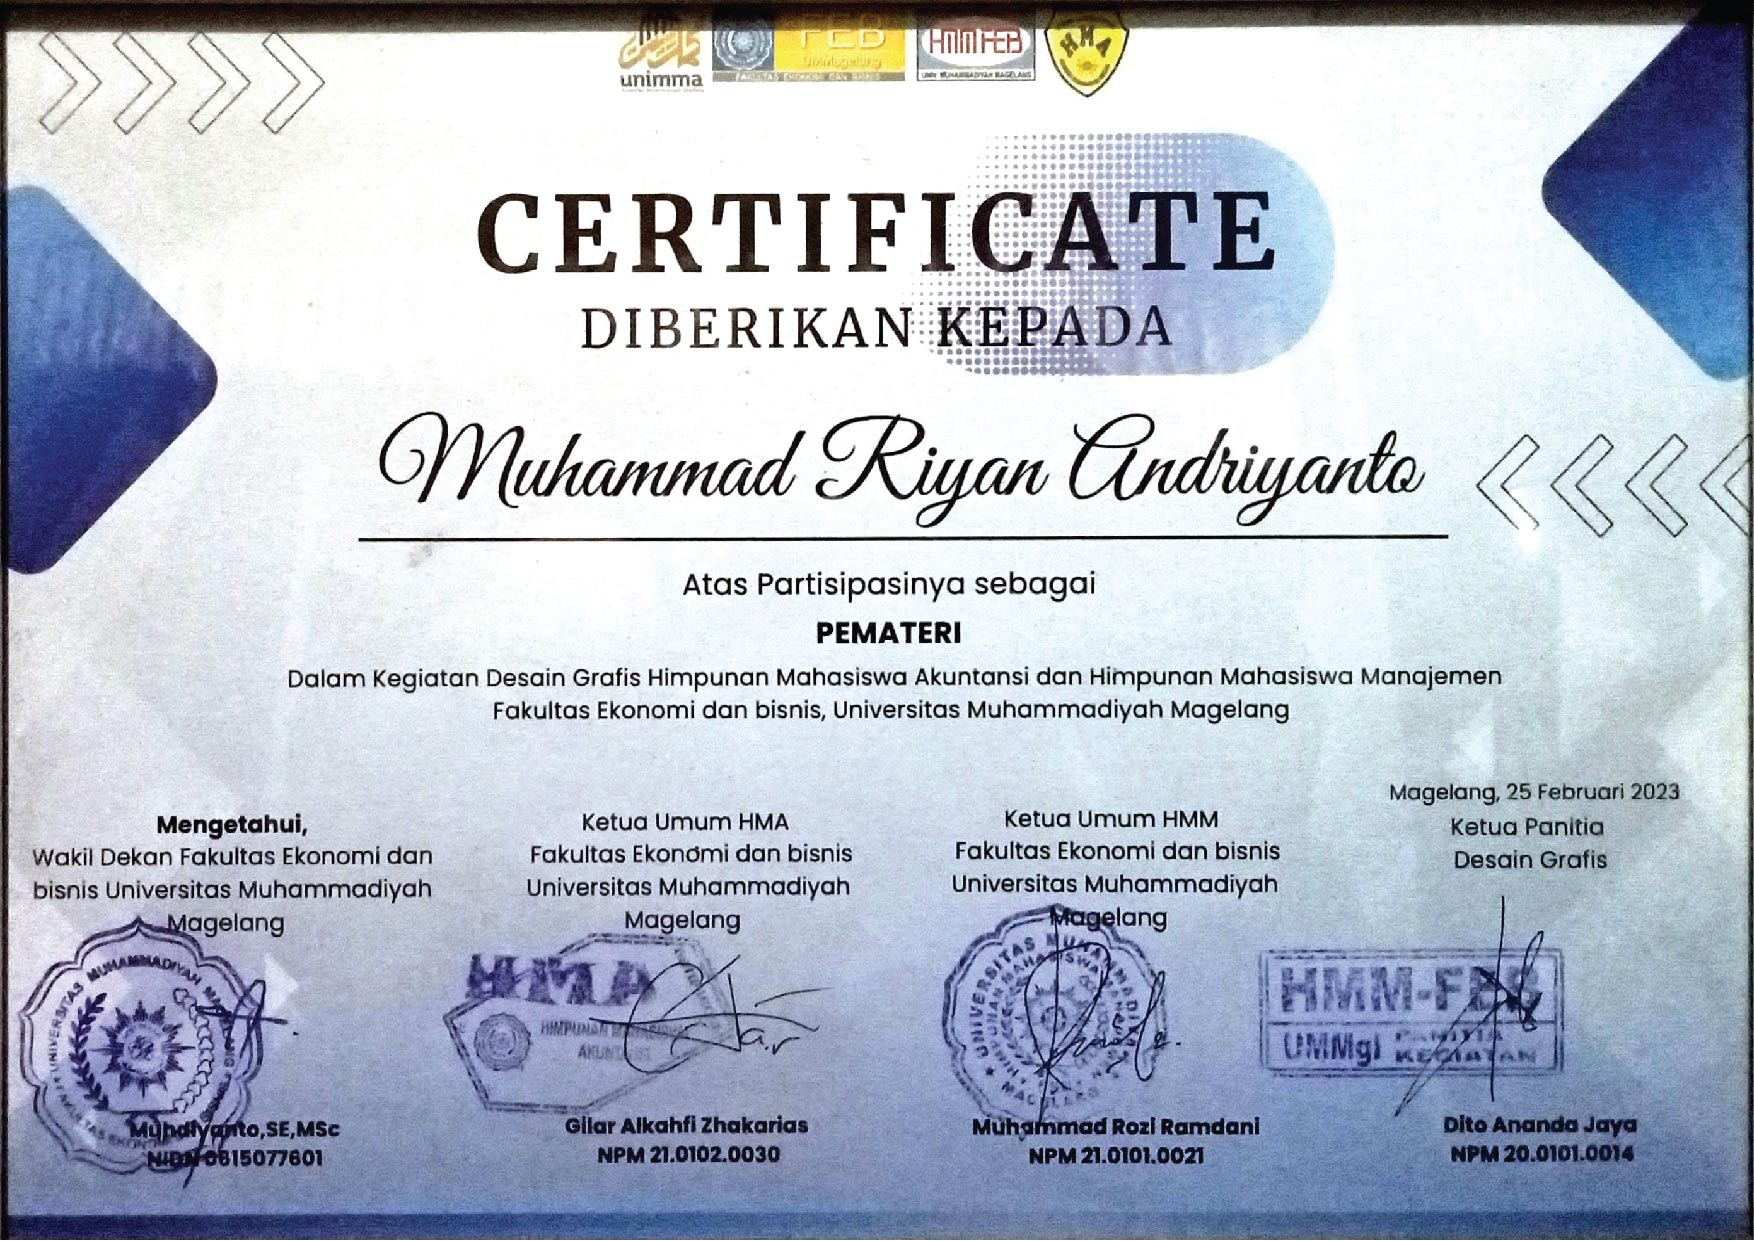 unimma
FEB
UMMagelang
FAKULTAS EKONOMI DAN BISNIS
HMMFEB
UNIV MUHAMMADIYAH MAGELANG
HMA
CERTIFICATE
DIBERIKAN KEPADA
Muhammad Riyan Andriyanto
Atas Partisipasinya sebagai
PEMATERI
Dalam Kegiatan Desain Grafis Himpunan Mahasiswa Akuntansi dan Himpunan Mahasiswa Manajemen
Fakultas Ekonomi dan bisnis, Universitas Muhammadiyah Magelang
Mengetahui,
Wakil Dekan Fakultas Ekonomi dan
bisnis Universitas Muhammadiyah
Magelang
Muhdiyanto,SE,MSc
NIDN 0615077601
Ketua Umum HMA
Fakultas Ekonomi dan bisnis
Universitas Muhammadiyah
Magelang
HMA
HIMPUNAN MAHASISWA
AKUNTANSI
Gilar Alkahfi Zhakarias
NPM 21.0102.0030
Ketua Umum HMM
Fakultas Ekonomi dan bisnis
Universitas Muhammadiyah
Magelang
Muhammad Rozi Ramdani
NPM 21.0101.0021
Magelang, 25 Februari 2023
Ketua Panitia
Desain Grafis
HMM-FEB
UMMgl PANITIA
KEGIATAN
Dito Ananda Jaya
NPM 20.0101.0014